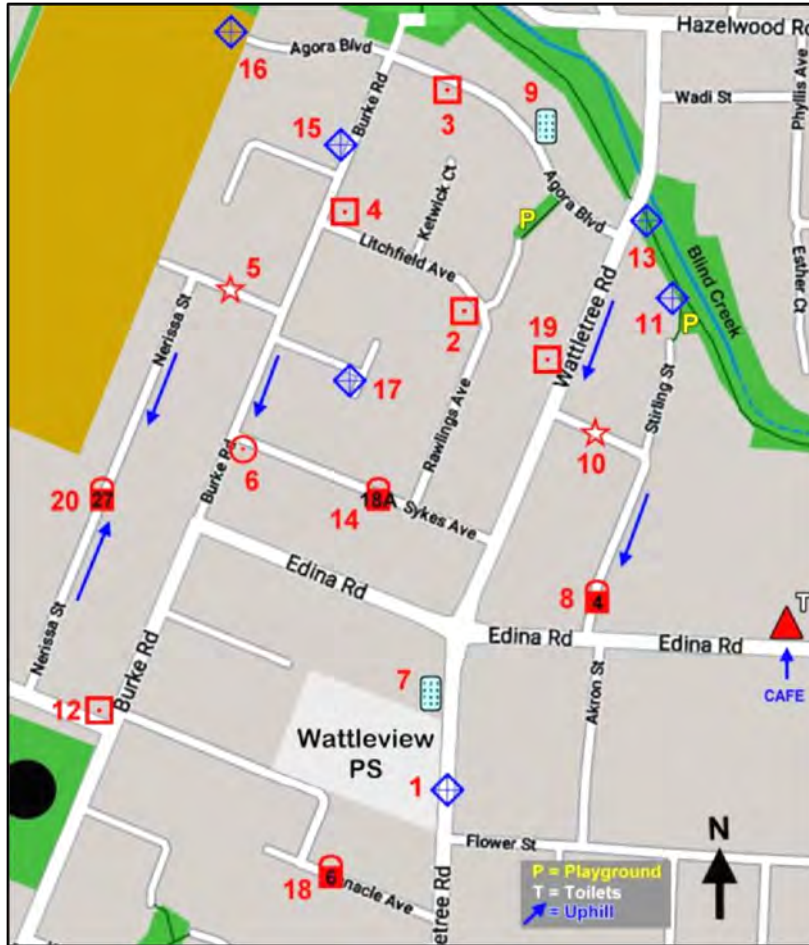 Hazelwood Rd
Agora Blvd
16
Burke Rd
3
9
Wadi St
Phyllis Ave
15
Ketwick Ct
Agora Blvd
4
P
Litchfield Ave
13
Blind Creek
Esther Ct
5
Nerissa St
2
19
Wattletree Rd
11
P
17
Stirling St
Rawlings Ave
10
Burke Rd
6
20
27
14
18A
Sykes Ave
Edina Rd
8
4
T
Edina Rd
Edina Rd
Nerissa St
Burke Rd
7
Akron St
CAFE
12
Wattleview
PS
1
Flower St
N
18
6
nacle Ave
etree Rd
P = Playground
T = Toilets
= Uphill